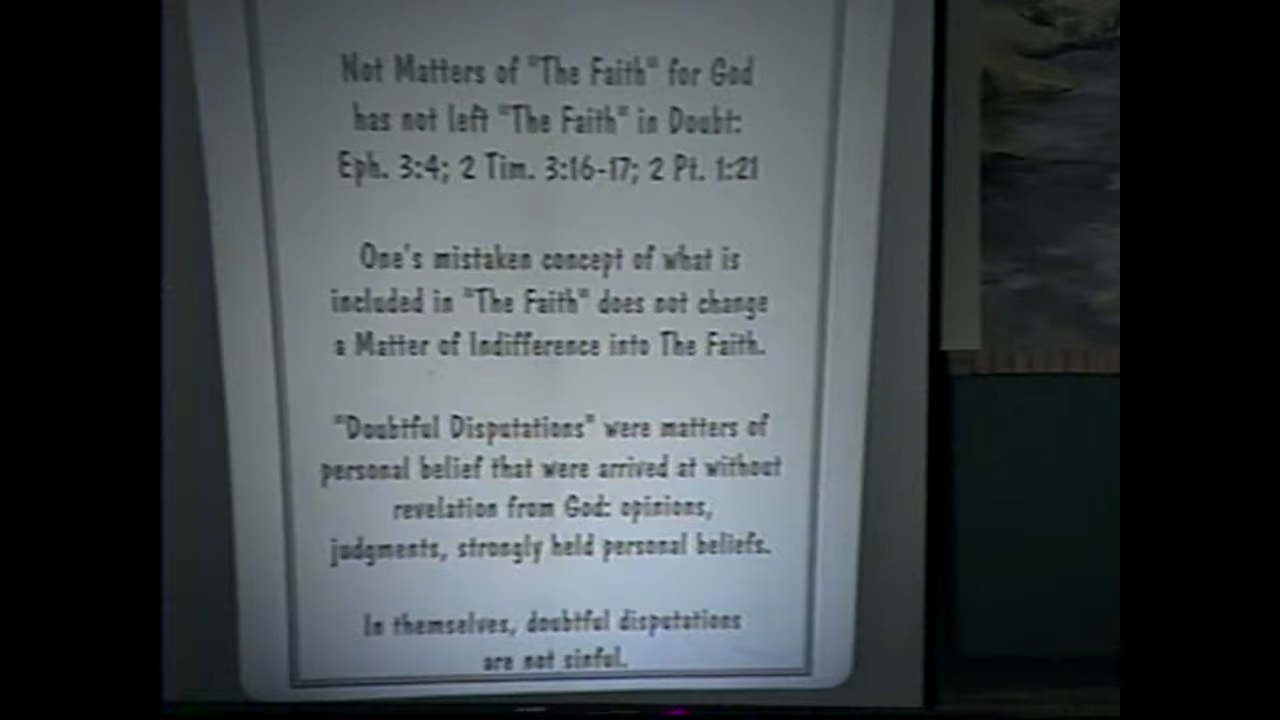 Not Matters of "The Faith" for God
has not left "The Faith" in Doubt:
Eph. 3:4; 2 Tim. 3:16-17; 2 Pt. 1:21
One's mistaken concept of what is
included in "The Faith" does not change
a Matter of Indifference into The Faith.
"Doubtful Disputations" were matters of
personal belief that were arrived at without
revelation from God: opinions,
judgments, strongly held personal beliefs.
In themselves, doubtful disputations
are not sinful.